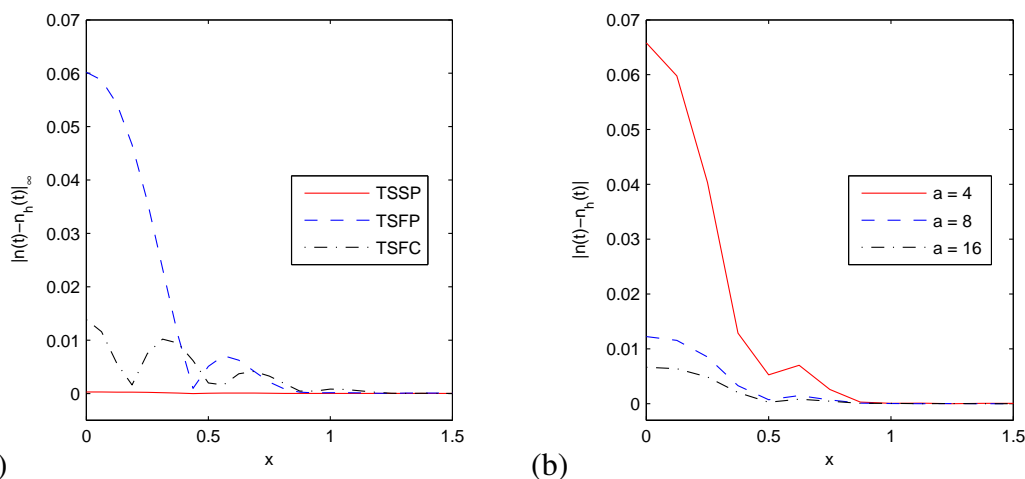 0.07
0.06
0.05
0.04
0.03
0.02
0.01
0
0
0.5
1
1.5
x
|n(t)−n_h(t)|_∞
TSSP
TSFP
TSFC
)
0.07
0.06
0.05
0.04
0.03
0.02
0.01
0
0
0.5
1
1.5
x
|n(t)−n_h(t)|
a = 4
a = 8
a = 16
(b)